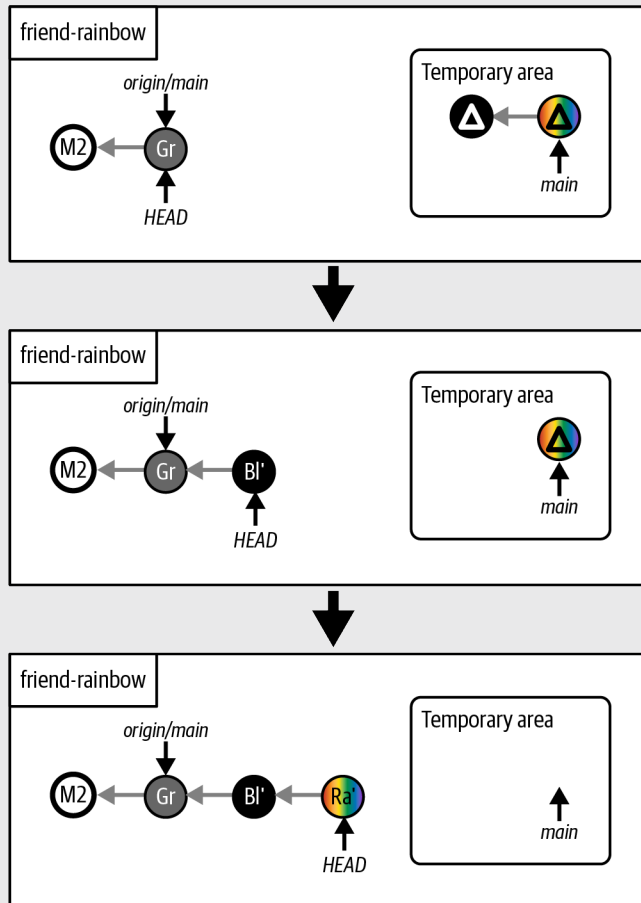 friend-rainbow
origin/main
M2
Gr
HEAD
Temporary area
main
friend-rainbow
origin/main
M2
Gr
Bl'
HEAD
Temporary area
main
friend-rainbow
origin/main
M2
Gr
Bl'
Ra'
HEAD
Temporary area
main